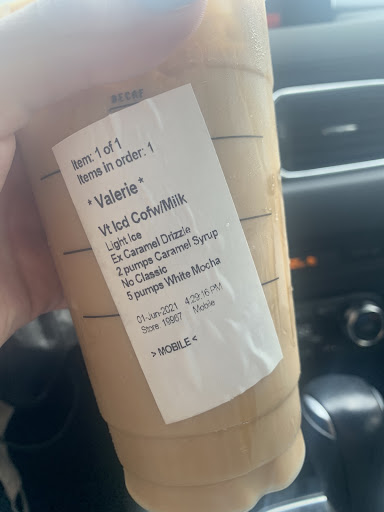 DECAF
Item: 1 of 1
Items in order: 1
* Valerie *
Vt Icd Cofw/Milk
Light Ice
Ex Caramel Drizzle
2 pumps Caramel Syrup
No Classic
5 pumps White Mocha
01-Jun-2021 4:29:16 PM
Store 19967 Mobile
> MOBILE <